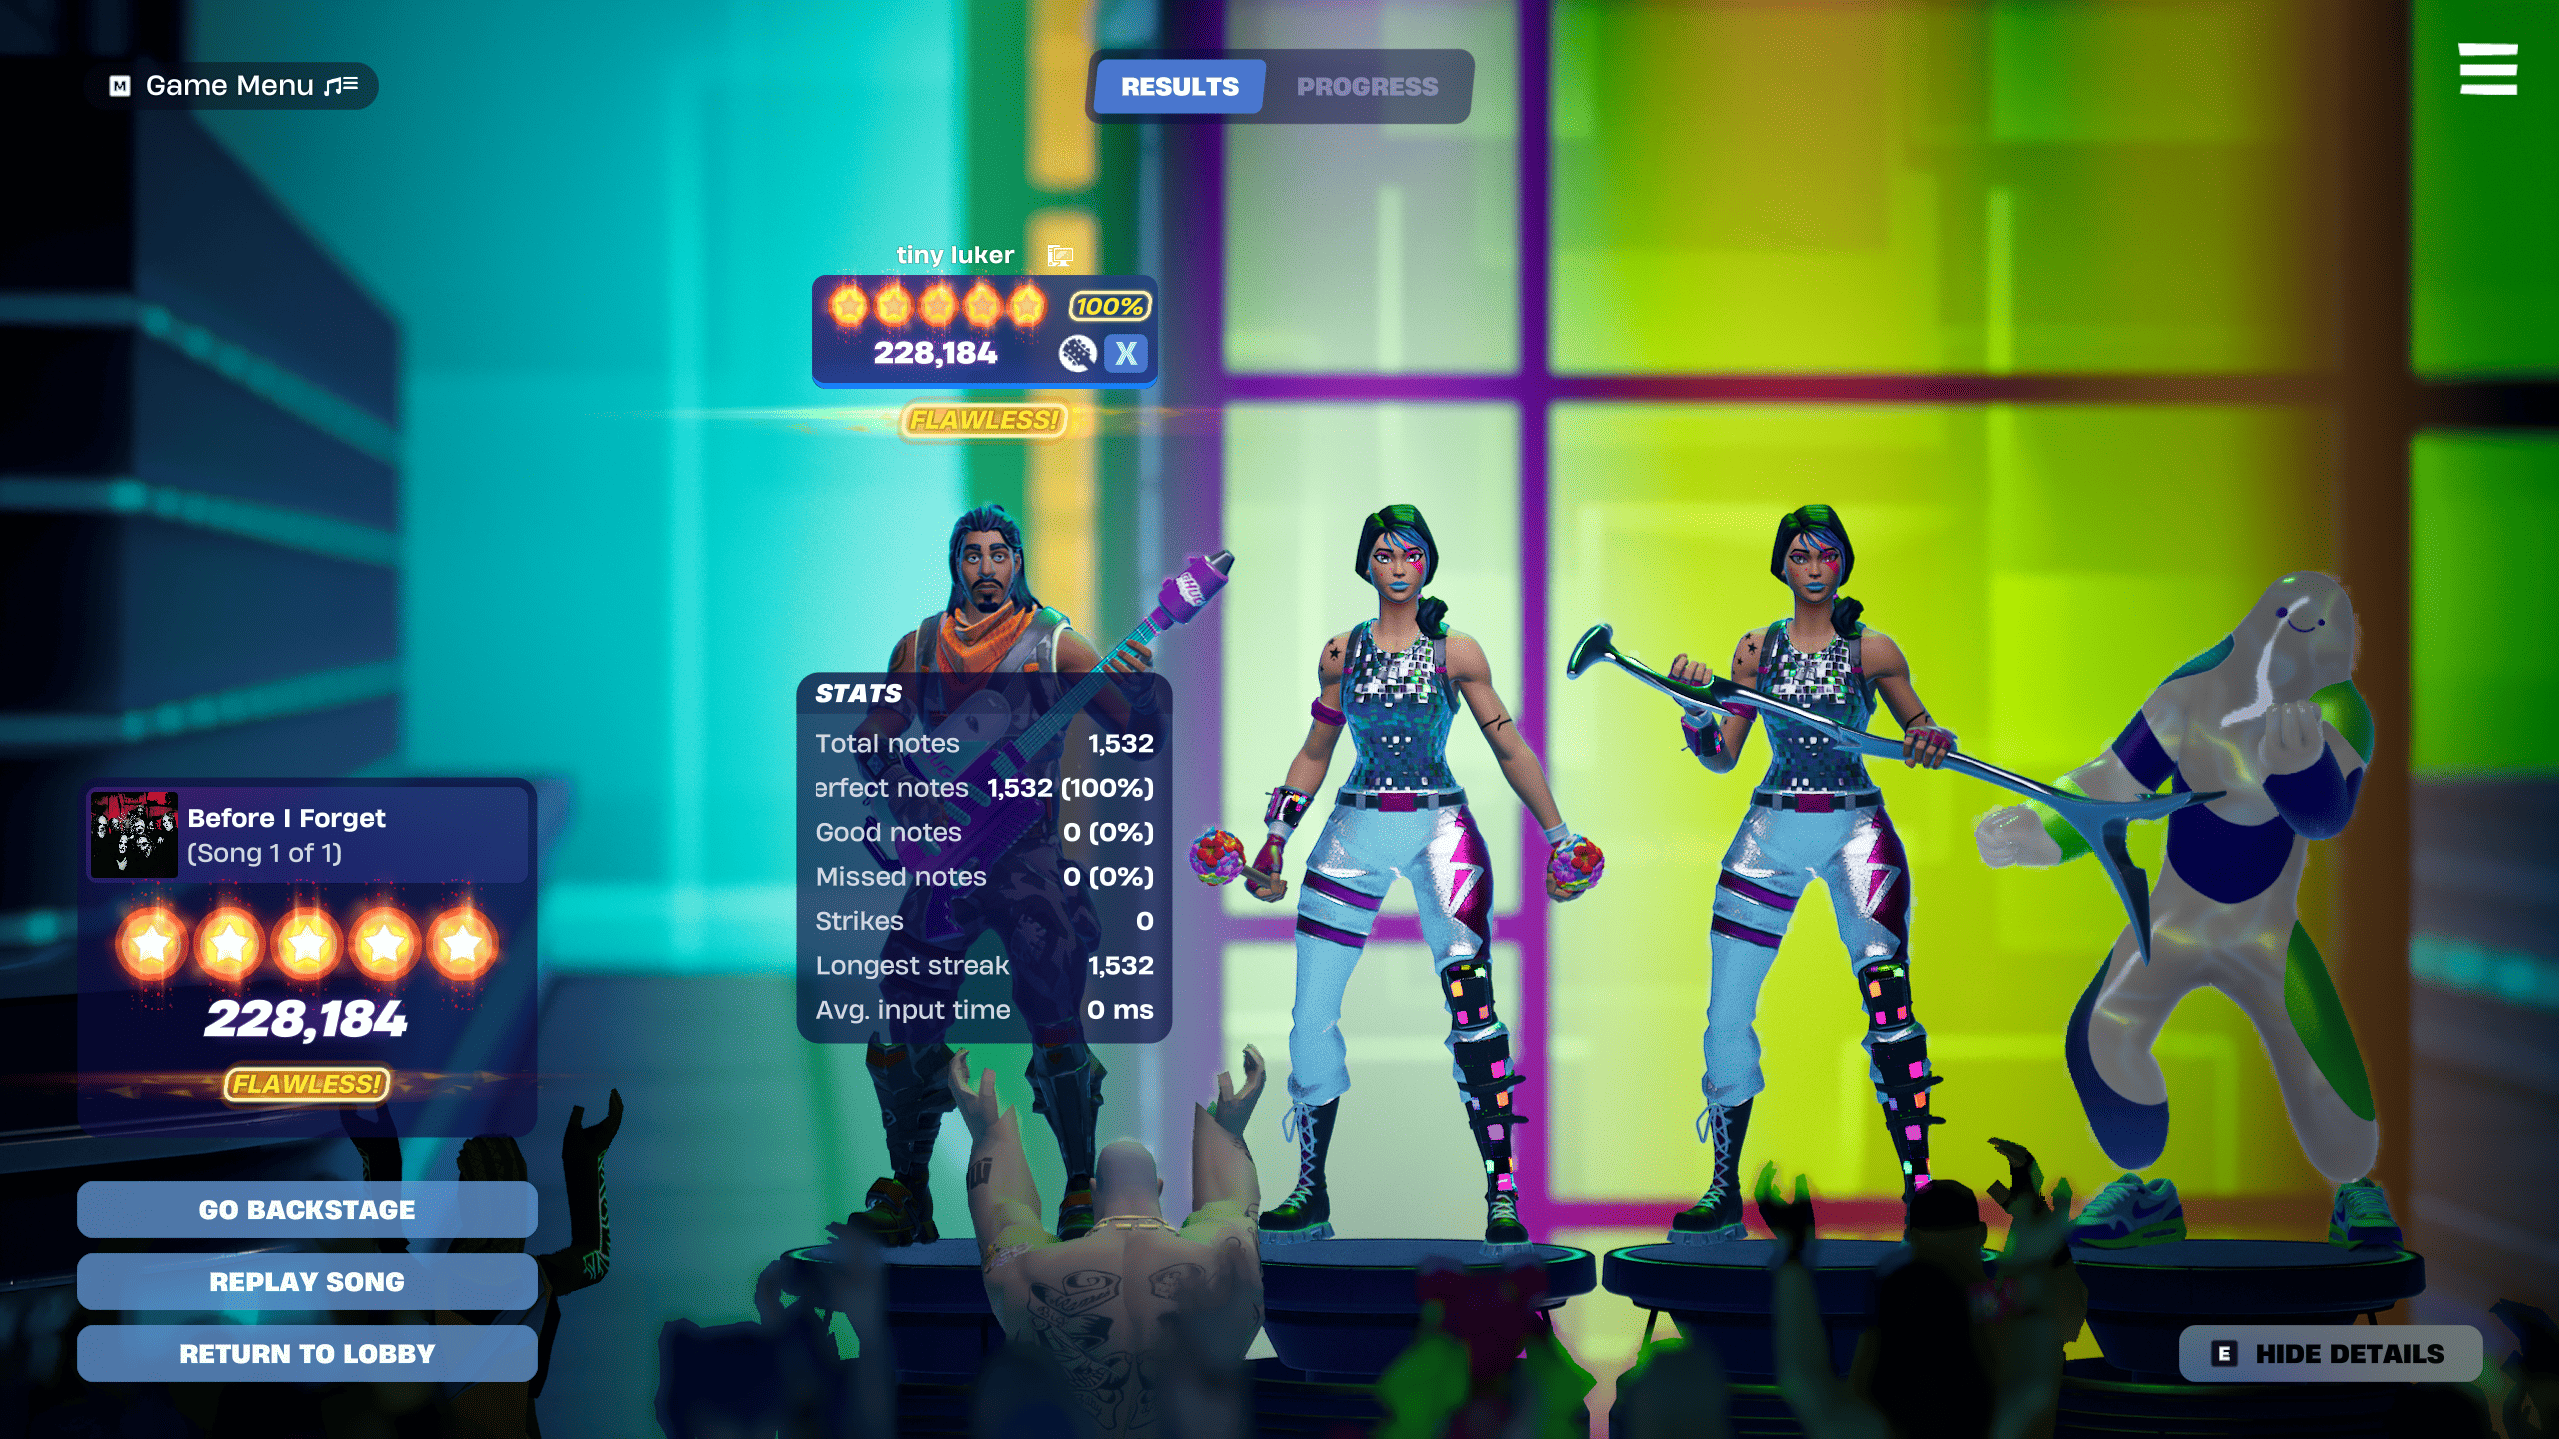 M Game Menu
RESULTS PROGRESS
tiny luker
100%
228,184
X
FLAWLESS!
STATS
Total notes 1,532
erfect notes 1,532 (100%)
Good notes 0 (0%)
Missed notes 0 (0%)
Strikes 0
Longest streak 1,532
Avg. input time 0 ms
Before I Forget
(Song 1 of 1)
228,184
FLAWLESS!
GO BACKSTAGE
REPLAY SONG
RETURN TO LOBBY
E HIDE DETAILS